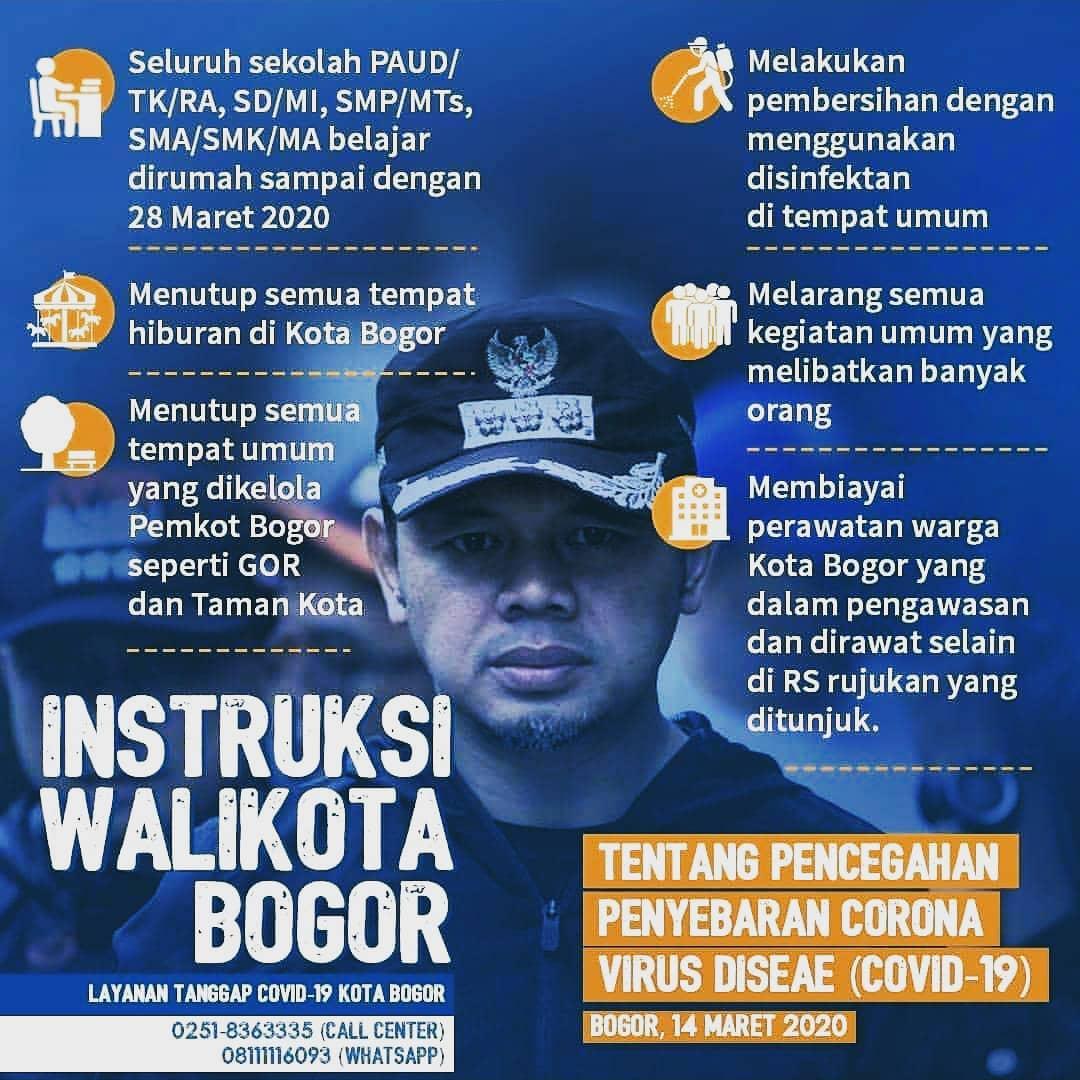 Seluruh sekolah PAUD/
TK/RA, SD/MI, SMP/MTs,
SMA/SMK/MA belajar
dirumah sampai dengan
28 Maret 2020
Menutup semua tempat
hiburan di Kota Bogor
Menutup semua
tempat umum
yang dikelola
Pemkot Bogor
seperti GOR
dan Taman Kota
Melakukan
pembersihan dengan
menggunakan
disinfektan
di tempat umum
Melarang semua
kegiatan umum yang
melibatkan banyak
orang
Membiayai
perawatan warga
Kota Bogor yang
dalam pengawasan
dan dirawat selain
di RS rujukan yang
ditunjuk.
INSTRUKSI
WALIKOTA
BOGOR
LAYANAN TANGGAP COVID-19 KOTA BOGOR
0251-8363335 (CALL CENTER)
08111116093 (WHATSAPP)
TENTANG PENCEGAHAN
PENYEBARAN CORONA
VIRUS DISEAE (COVID-19)
BOGOR, 14 MARET 2020